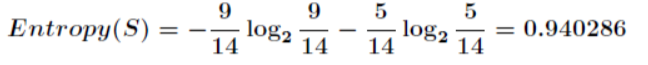 Entropy(S) = −9/14 log₂ 9/14 − 5/14 log₂ 5/14 = 0.940286